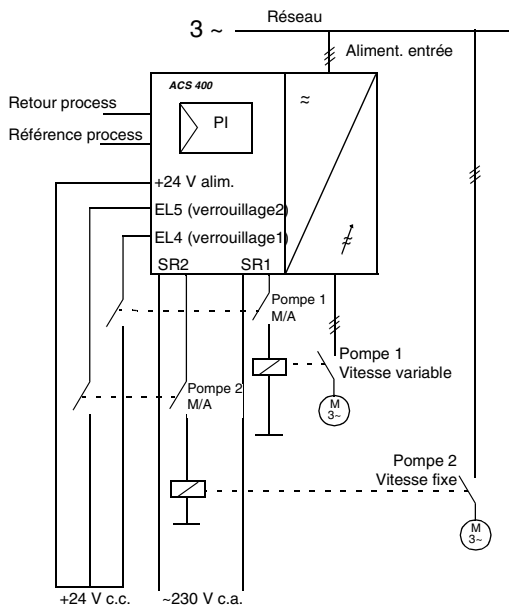 Réseau
3 ~
Aliment. entrée
ACS 400
≈
Retour process
PI
Référence process
+24 V alim.
EL5 (verrouillage2)
EL4 (verrouillage1)
≈
SR2
SR1
Pompe 1
M/A
Pompe 1
Vitesse variable
Pompe 2
M/A
M
3~
Pompe 2
Vitesse fixe
M
3~
+24 V c.c.
~230 V c.a.